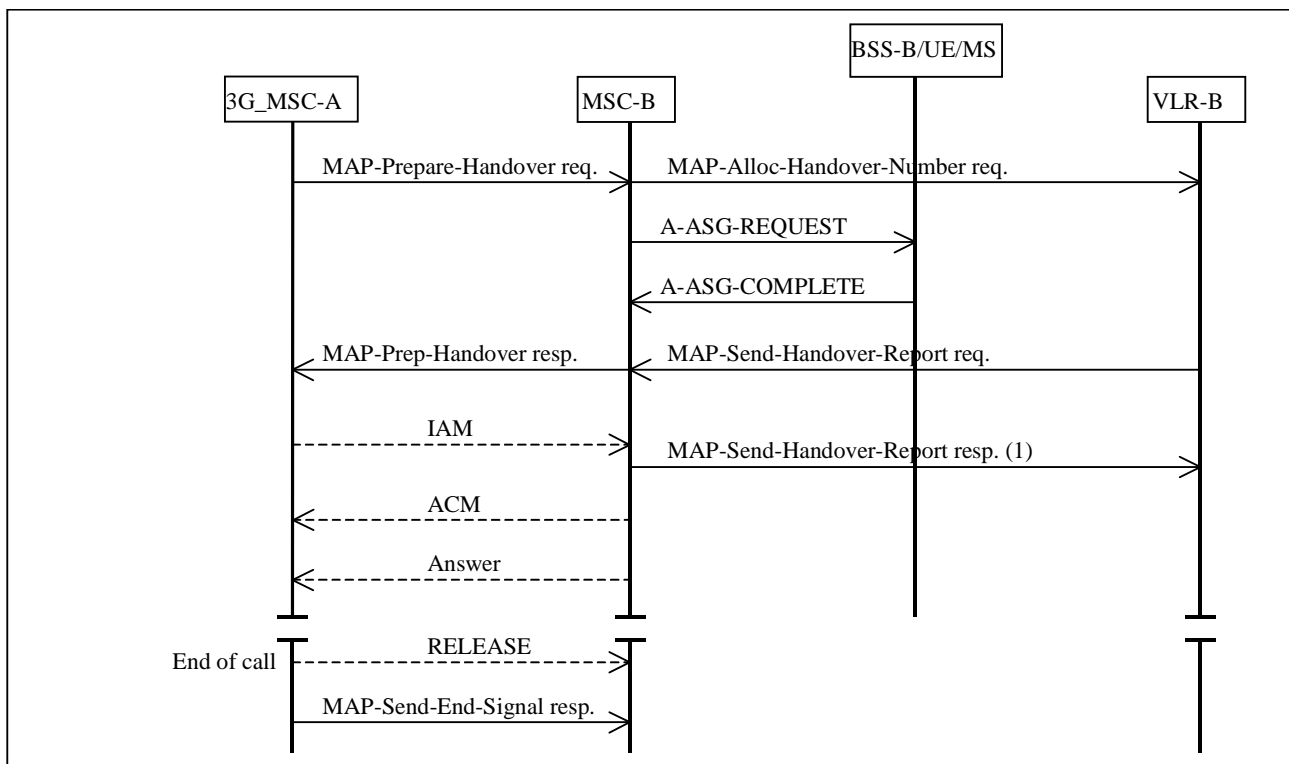 BSS-B/UE/MS
3G_MSC-A
MSC-B
VLR-B
MAP-Prepare-Handover req.
MAP-Alloc-Handover-Number req.
A-ASG-REQUEST
A-ASG-COMPLETE
MAP-Prep-Handover resp.
MAP-Send-Handover-Report req.
IAM
MAP-Send-Handover-Report resp. (1)
ACM
Answer
RELEASE
End of call
MAP-Send-End-Signal resp.